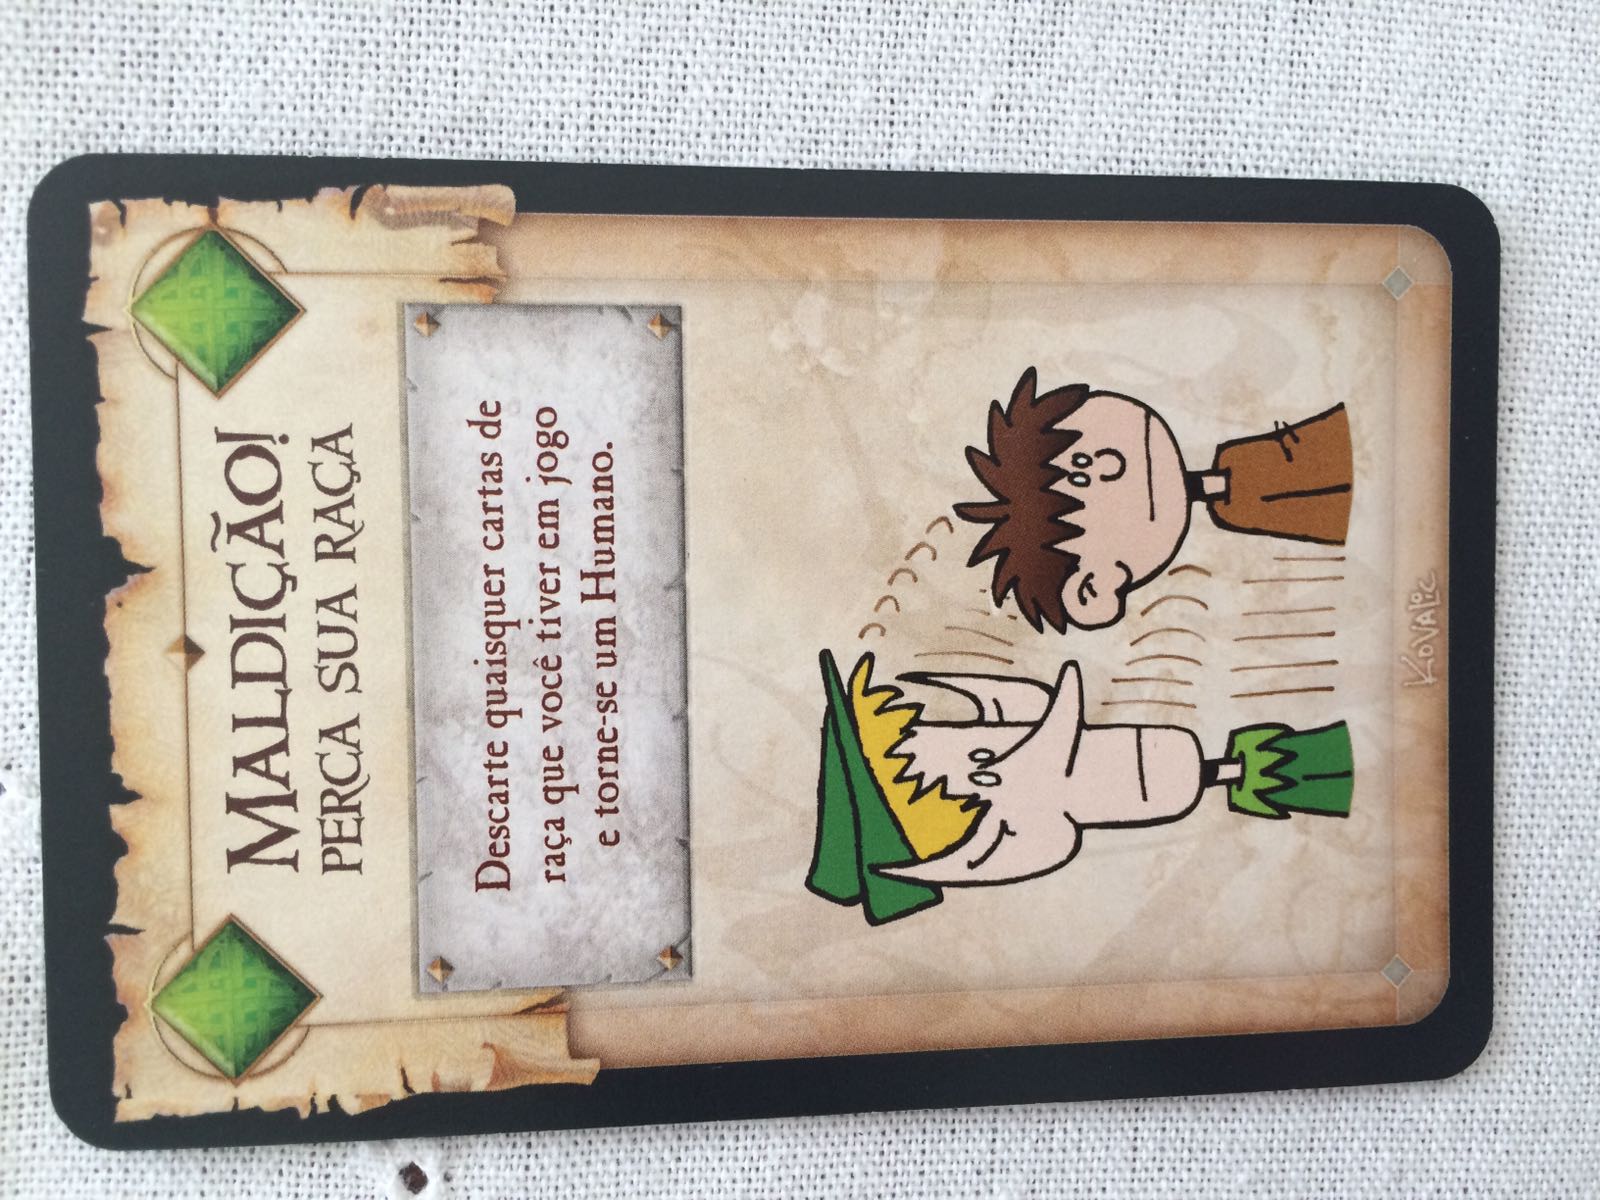 MALDIÇÃO!
PERCA SUA RAÇA
Descarte quaisquer cartas de
raça que você tiver em jogo
e torne-se um Humano.
KOVALIC